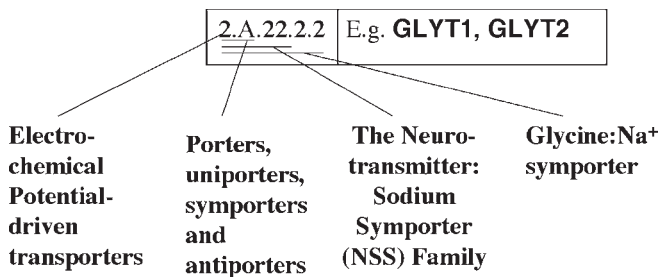 2.A.22.2.2 E.g. GLYT1, GLYT2
Electro-
chemical
Potential-
driven
transporters
Porters,
uniporters,
symporters
and
antiporters
The Neuro-
transmitter:
Sodium
Symporter
(NSS) Family
Glycine:Na⁺
symporter